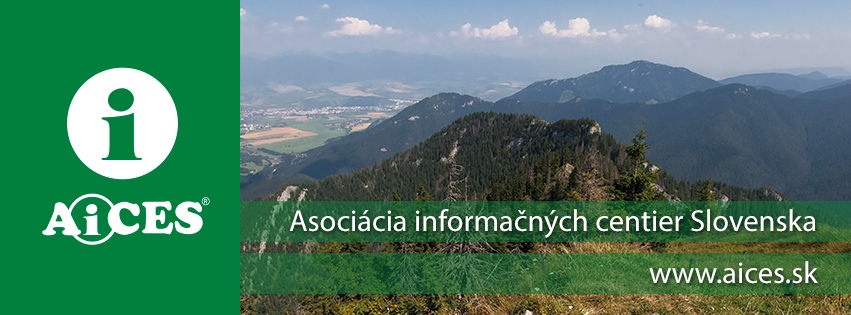 i
AiCES®
Asociácia informačných centier Slovenska
www.aices.sk